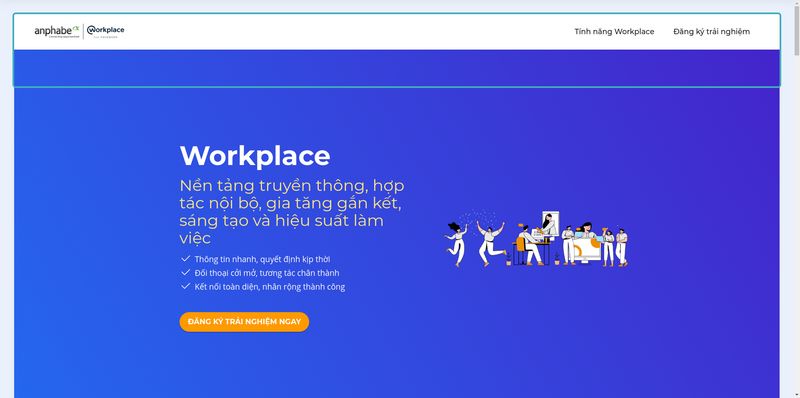 anphabe
Workplace
Tính năng Workplace
Đăng ký trải nghiệm
Workplace
Nền tảng truyền thông, hợp
tác nội bộ, gia tăng gắn kết,
sáng tạo và hiệu suất làm
việc
Thông tin nhanh, quyết định kịp thời
Đối thoại cởi mở, tương tác chân thành
Kết nối toàn diện, nhân rộng thành công
ĐĂNG KÝ TRẢI NGHIỆM NGAY